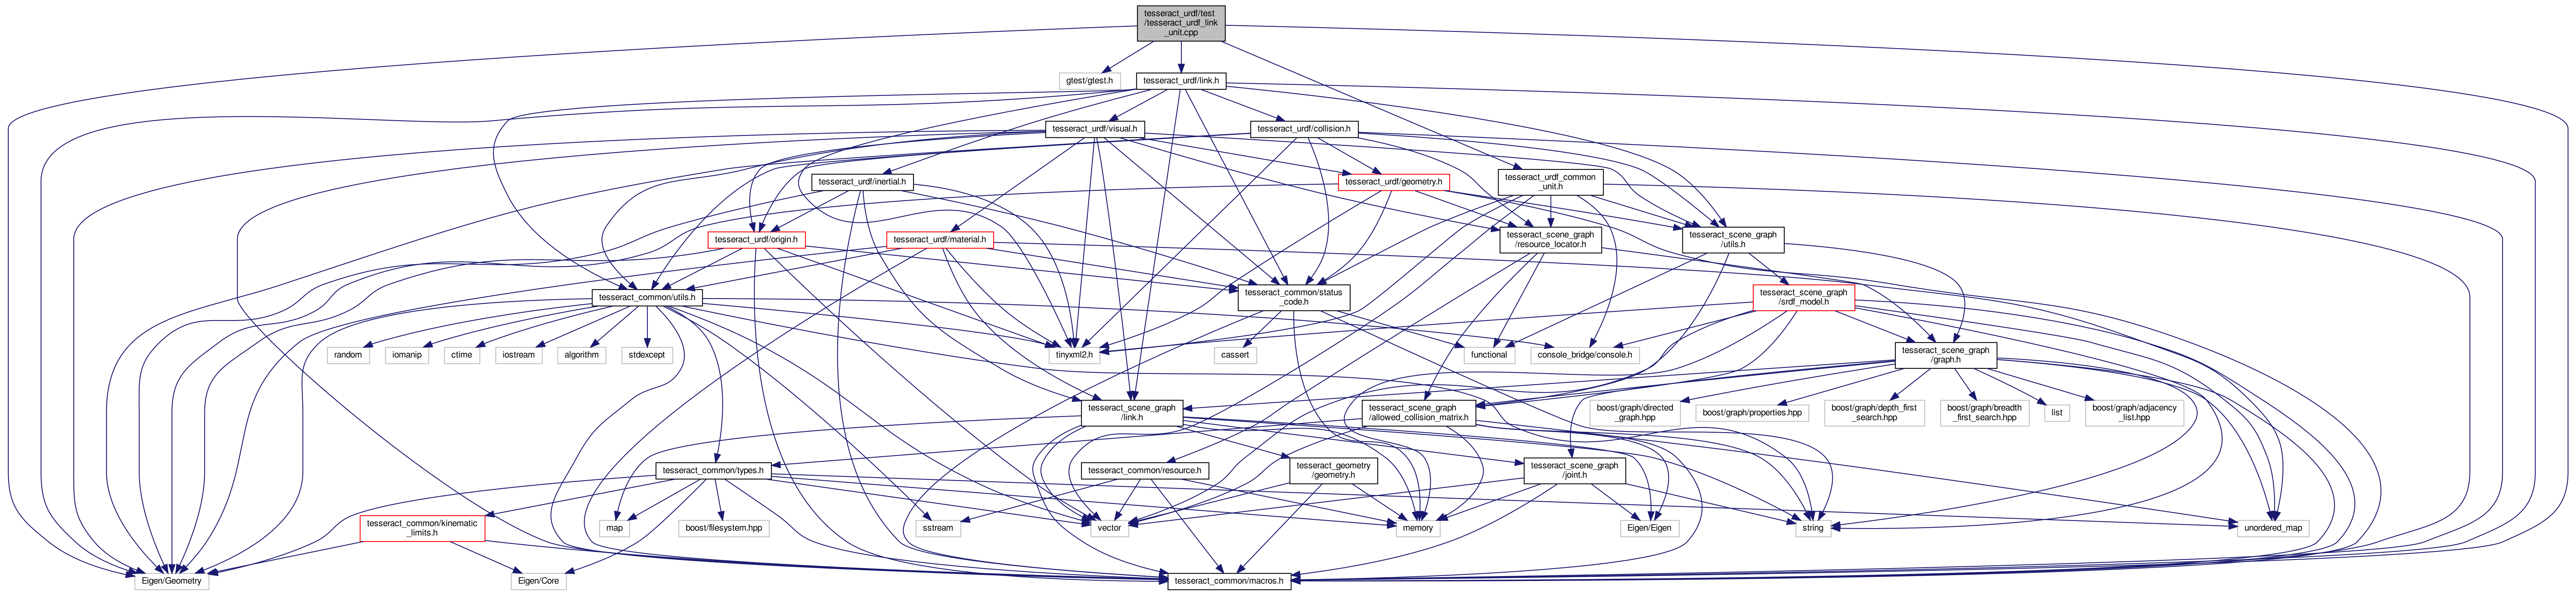 tesseract_urdf/test
/tesseract_urdf_link
_unit.cpp
gtest/gtest.h
tesseract_urdf/link.h
tesseract_urdf/visual.h
tesseract_urdf/collision.h
tesseract_urdf/inertial.h
tesseract_urdf/geometry.h
tesseract_urdf_common
_unit.h
tesseract_urdf/origin.h
tesseract_urdf/material.h
tesseract_scene_graph
/resource_locator.h
tesseract_scene_graph
/utils.h
tesseract_common/utils.h
tesseract_common/status
_code.h
tesseract_scene_graph
/srdf_model.h
random
iomanip
ctime
iostream
algorithm
stdexcept
tinyxml2.h
cassert
functional
console_bridge/console.h
tesseract_scene_graph
/graph.h
tesseract_scene_graph
/link.h
tesseract_scene_graph
/allowed_collision_matrix.h
boost/graph/directed
_graph.hpp
boost/graph/properties.hpp
boost/graph/depth_first
_search.hpp
boost/graph/breadth
_first_search.hpp
list
boost/graph/adjacency
_list.hpp
tesseract_common/types.h
tesseract_common/resource.h
tesseract_geometry
/geometry.h
tesseract_scene_graph
/joint.h
tesseract_common/kinematic
_limits.h
map
boost/filesystem.hpp
sstream
vector
memory
Eigen/Eigen
string
unordered_map
Eigen/Geometry
Eigen/Core
tesseract_common/macros.h